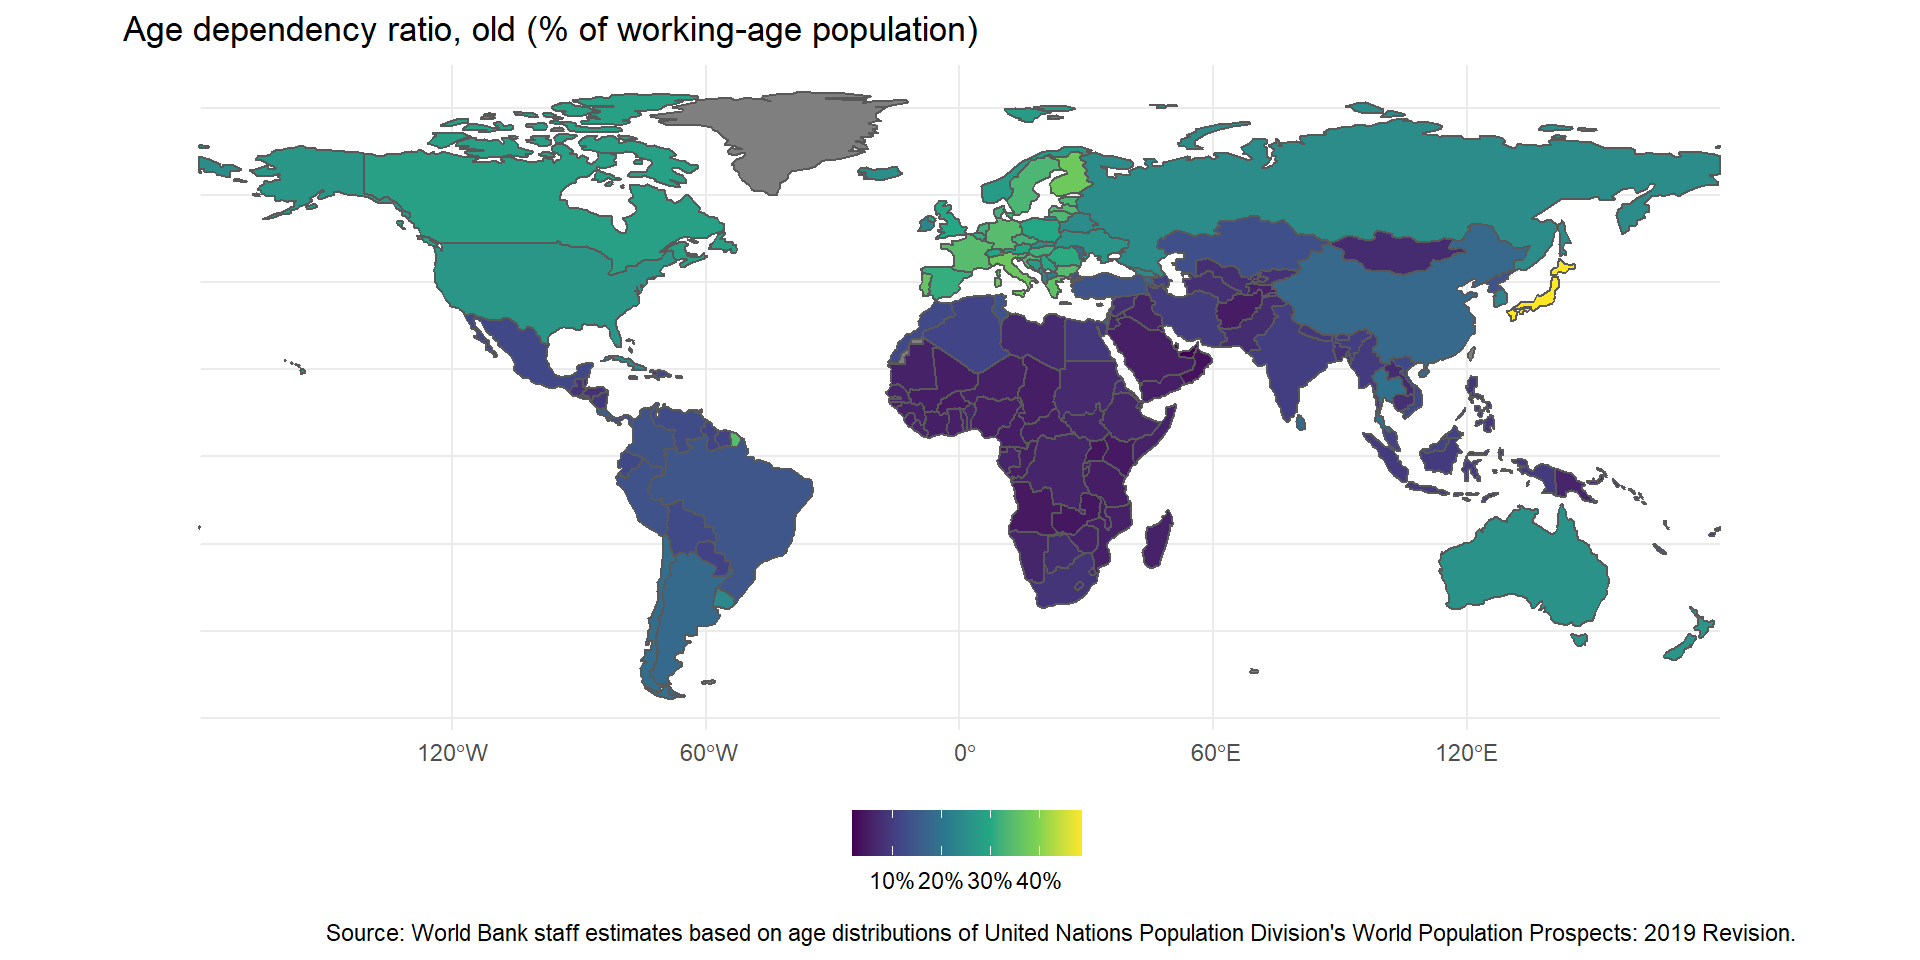 Age dependency ratio, old (% of working-age population)
120°W 60°W 0° 60°E 120°E
10% 20% 30% 40%
Source: World Bank staff estimates based on age distributions of United Nations Population Division's World Population Prospects: 2019 Revision.